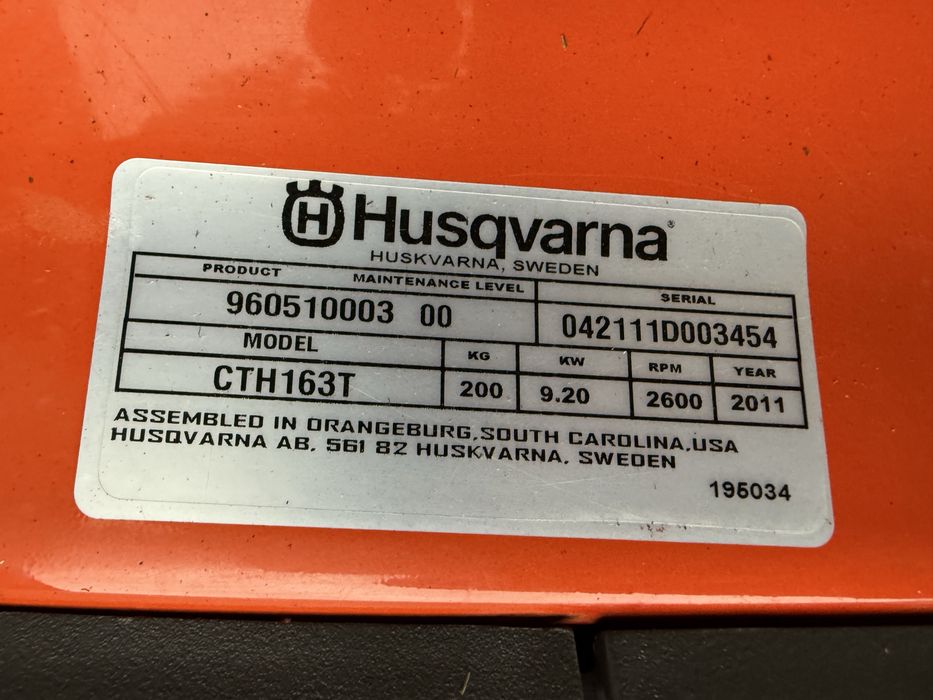 H Husqvarna®
HUSKVARNA, SWEDEN
PRODUCT MAINTENANCE LEVEL SERIAL
960510003 00 042111D003454
MODEL KG KW RPM YEAR
CTH163T 200 9.20 2600 2011
ASSEMBLED IN ORANGEBURG, SOUTH CAROLINA, USA
HUSQVARNA AB, 561 82 HUSKVARNA, SWEDEN
195034